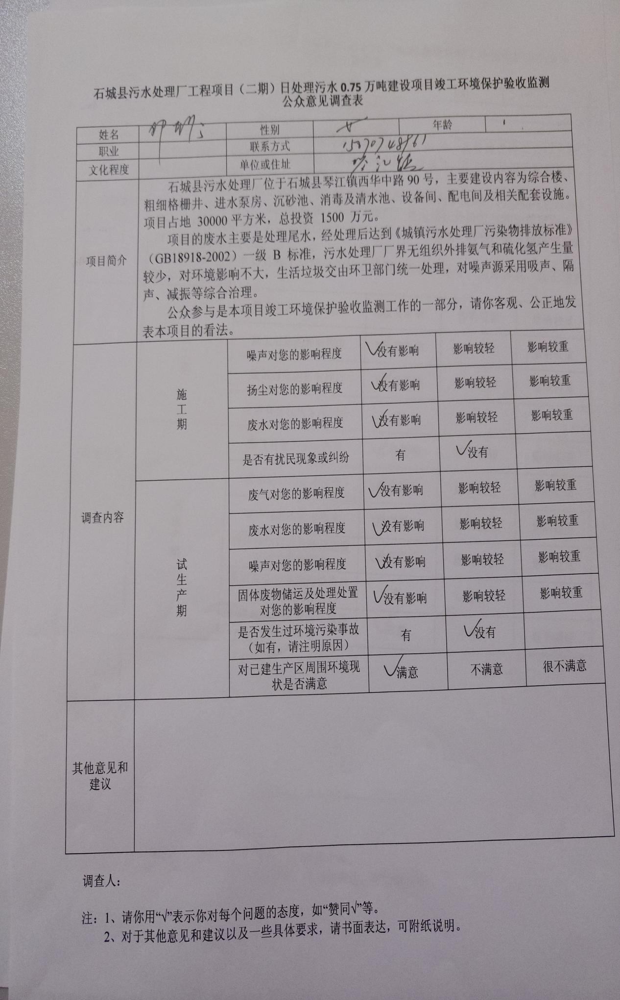 石城县污水处理厂工程项目（二期）日处理污水 0.75 万吨建设项目竣工环境保护验收监测
公众意见调查表
姓名 性别 女 年龄
职业 联系方式
文化程度 单位或住址 琴江镇
石城县污水处理厂位于石城县琴江镇西华中路 90 号，主要建设内容为综合楼、
粗细格栅井、进水泵房、沉砂池、消毒及清水池、设备间、配电间及相关配套设施。
项目占地 30000 平方米，总投资 1500 万元。
项目的废水主要是处理尾水，经处理后达到《城镇污水处理厂污染物排放标准》
项目简介
（GB18918-2002）一级 B 标准，污水处理厂厂界无组织外排氨气和硫化氢产生量
较少，对环境影响不大，生活垃圾交由环卫部门统一处理，对噪声源采用吸声、隔
声、减振等综合治理。
公众参与是本项目竣工环境保护验收监测工作的一部分，请你客观、公正地发
表本项目的看法。
调查内容
施工期
噪声对您的影响程度 √没有影响 影响较轻 影响较重
扬尘对您的影响程度 √没有影响 影响较轻 影响较重
废水对您的影响程度 √没有影响 影响较轻 影响较重
是否有扰民现象或纠纷 有 √没有
试生产期
废气对您的影响程度 √没有影响 影响较轻 影响较重
废水对您的影响程度 √没有影响 影响较轻 影响较重
噪声对您的影响程度 √没有影响 影响较轻 影响较重
固体废物储运及处理处置
对您的影响程度 √没有影响 影响较轻 影响较重
是否发生过环境污染事故
（如有，请注明原因） 有 √没有
对已建生产区周围环境现
状是否满意 √满意 不满意 很不满意
其他意见和
建议
调查人：
注：1、请你用“√”表示你对每个问题的态度，如“赞同√”等。
2、对于其他意见和建议以及一些具体要求，请书面表达，可附纸说明。